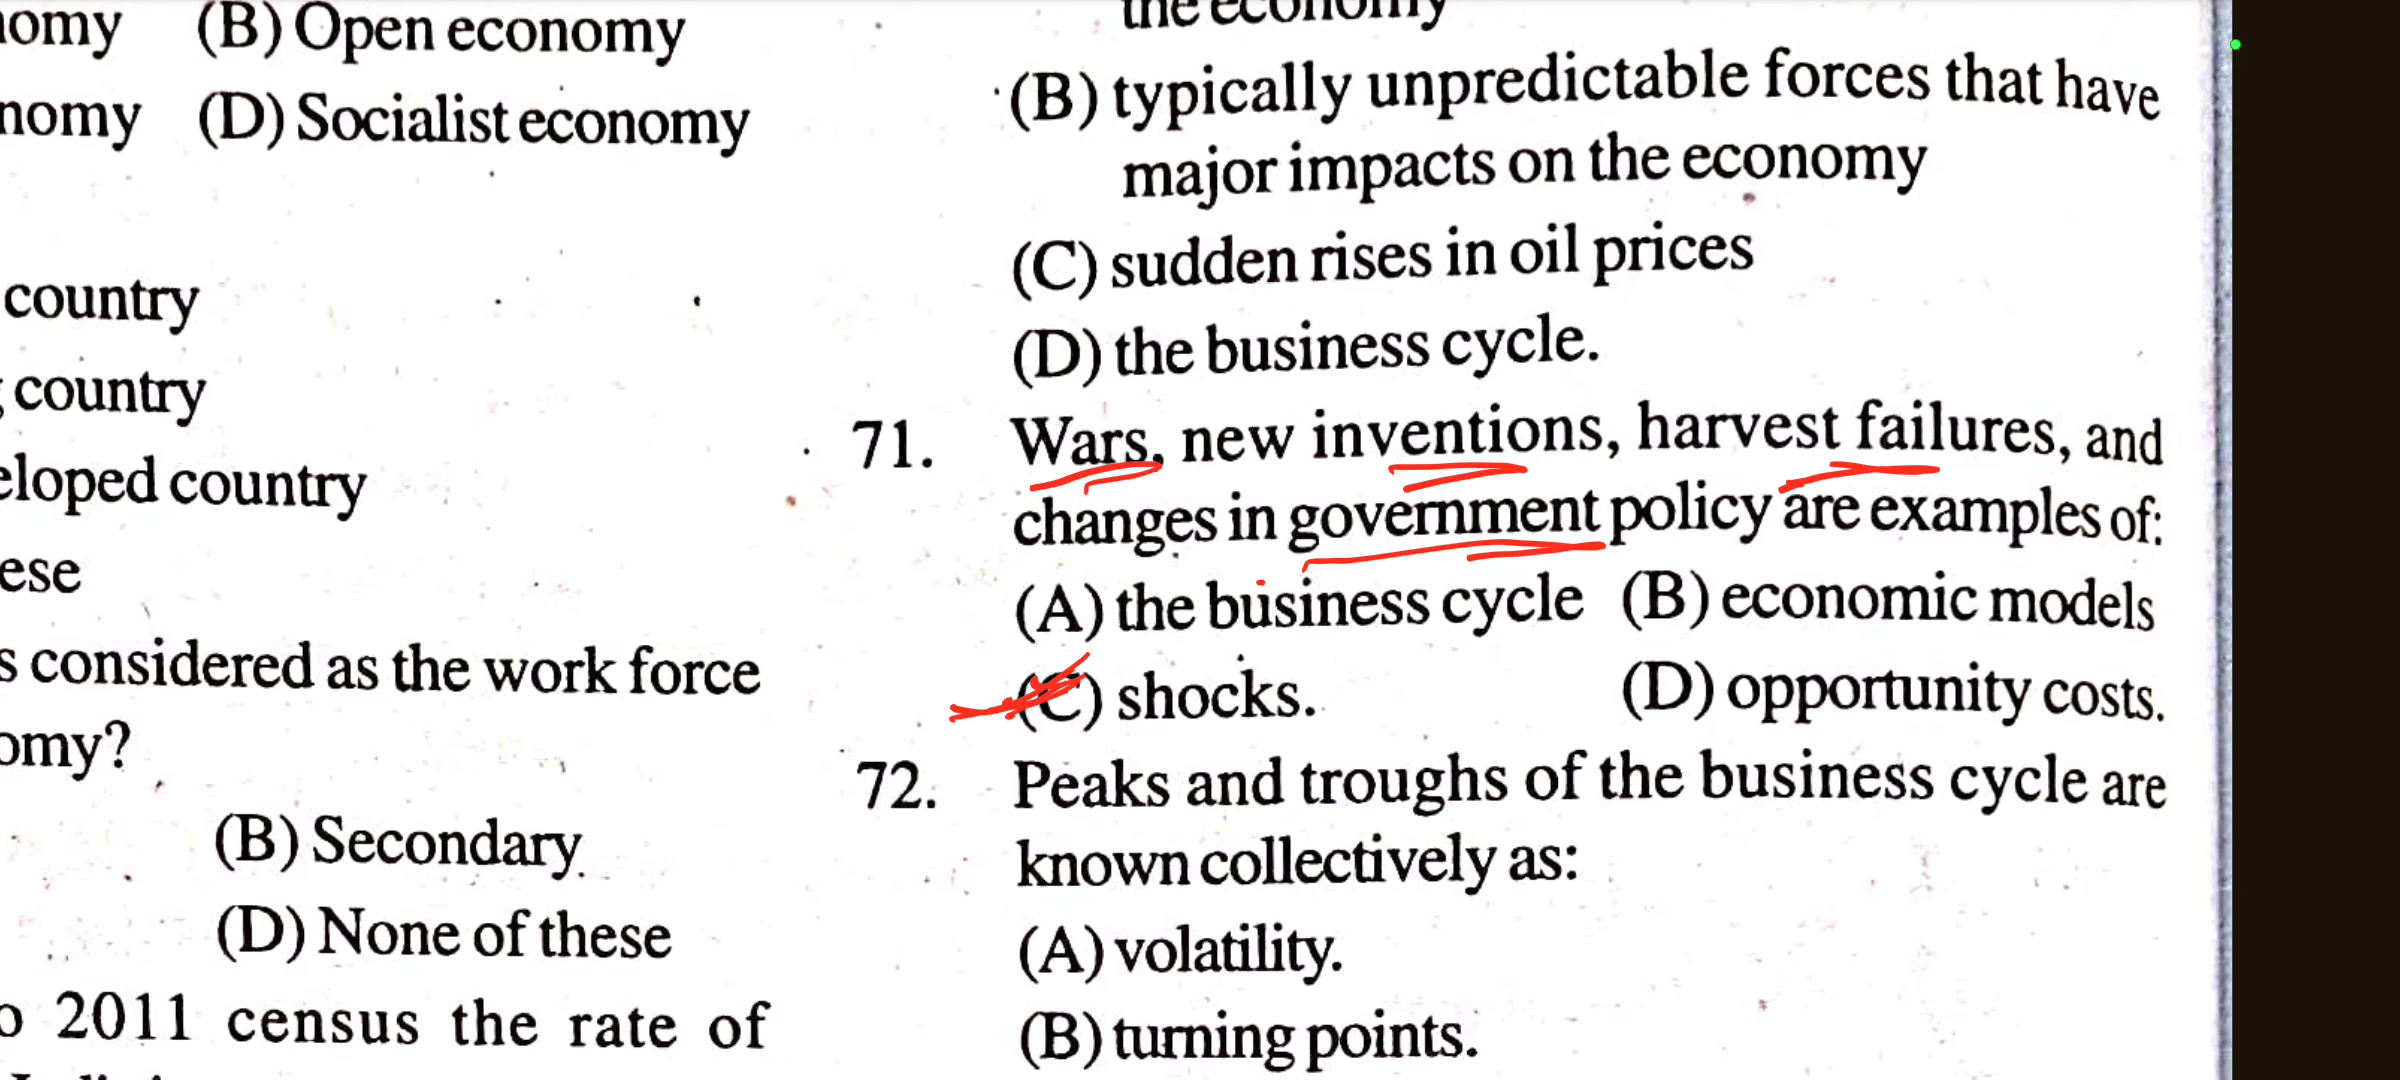 (B) Open economy
(D) Socialist economy
country
country
country
considered as the work force
(B) Secondary
(D) None of these
2011 census the rate of
the economy
(B) typically unpredictable forces that have
major impacts on the economy
(C) sudden rises in oil prices
(D) the business cycle.
71. Wars, new inventions, harvest failures, and
changes in government policy are examples of:
(A) the business cycle (B) economic models
(C) shocks. (D) opportunity costs.
72. Peaks and troughs of the business cycle are
known collectively as:
(A) volatility.
(B) turning points.